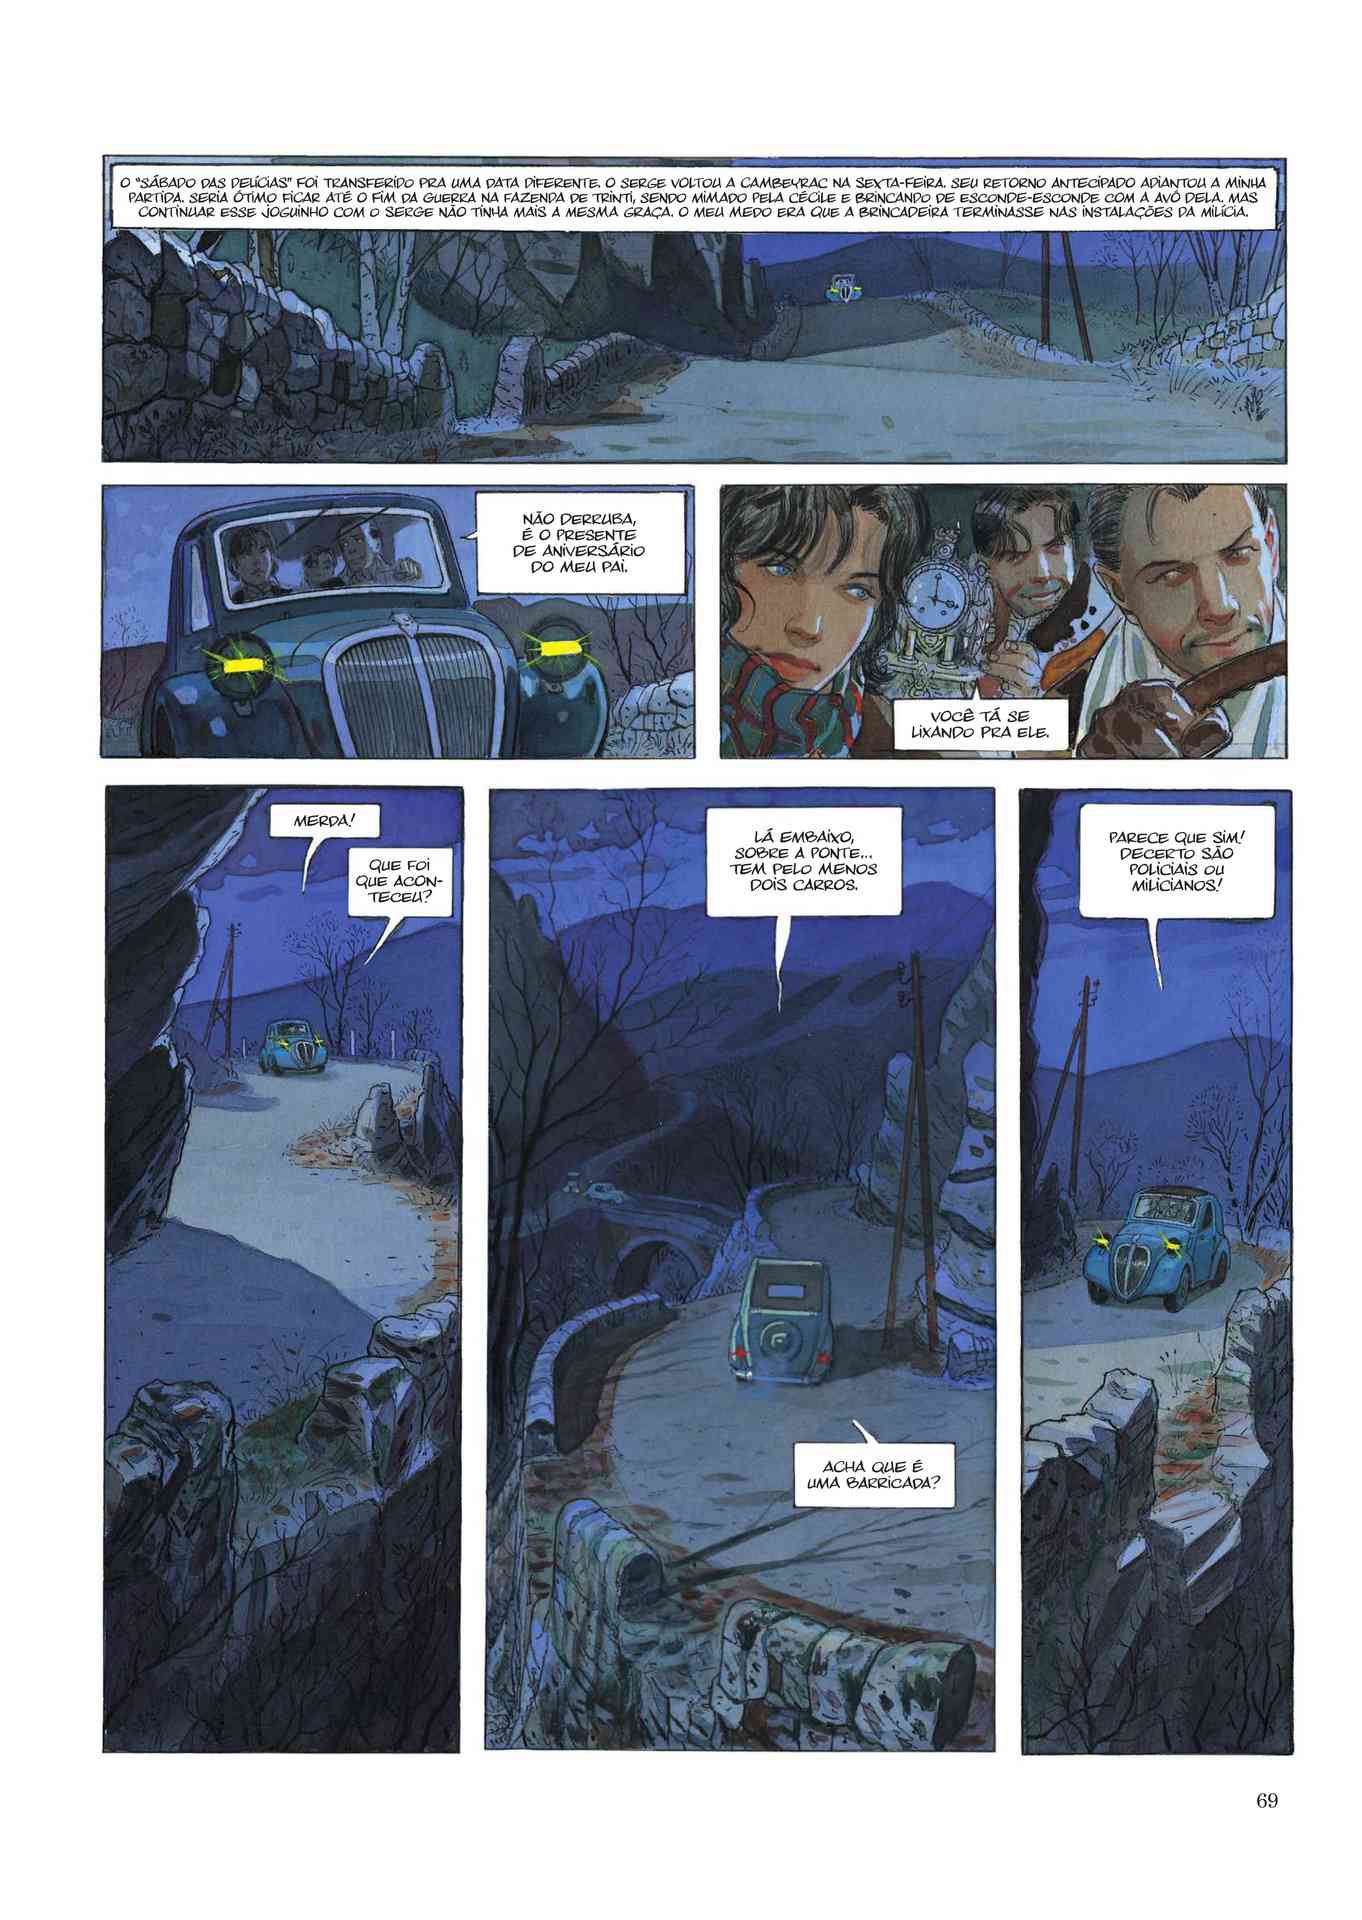 O "SÁBADO DAS DELÍCIAS" FOI TRANSFERIDO PRA UMA DATA DIFERENTE. O SERGE VOLTOU A CAMBEYRAC NA SEXTA-FEIRA. SEU RETORNO ANTECIPADO ADIANTOU A MINHA
PARTIDA. SERIA ÓTIMO FICAR ATÉ O FIM DA GUERRA NA FAZENDA DE TRINTI, SENDO MIMADO PELA CÉCILE E BRINCANDO DE ESCONDE-ESCONDE COM A AVÓ DELA. MAS
CONTINUAR ESSE JOGUINHO COM O SERGE NÃO TINHA MAIS A MESMA GRAÇA. O MEU MEDO ERA QUE A BRINCADEIRA TERMINASSE NAS INSTALAÇÕES DA MILÍCIA.
NÃO DERRUBA,
É O PRESENTE
DE ANIVERSÁRIO
DO MEU PAI.
VOCÊ TÁ SE
LIXANDO PRA ELE.
MERDA!
QUE FOI
QUE ACON-
TECEU?
LÁ EMBAIXO,
SOBRE A PONTE...
TEM PELO MENOS
DOIS CARROS.
ACHA QUE É
UMA BARRICADA?
PARECE QUE SIM!
DECERTO SÃO
POLICIAIS OU
MILICIANOS!
69